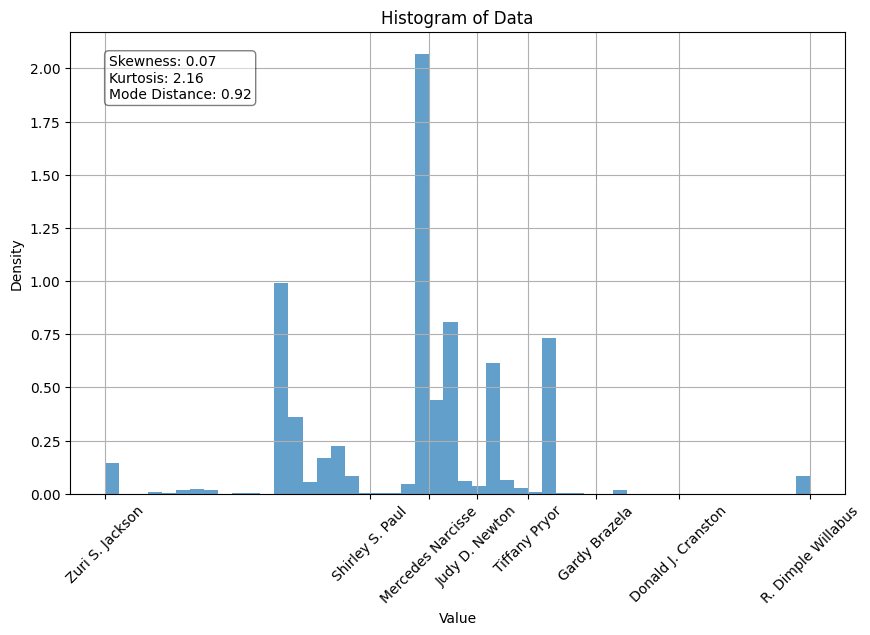 Histogram of Data
Skewness: 0.07
Kurtosis: 2.16
Mode Distance: 0.92
Density
2.00
1.75
1.50
1.25
1.00
0.75
0.50
0.25
0.00
Zuri S. Jackson
Shirley S. Paul
Mercedes Narcisse
Judy D. Newton
Tiffany Pryor
Gardy Brazela
Donald J. Cranston
R. Dimple Willabus
Value